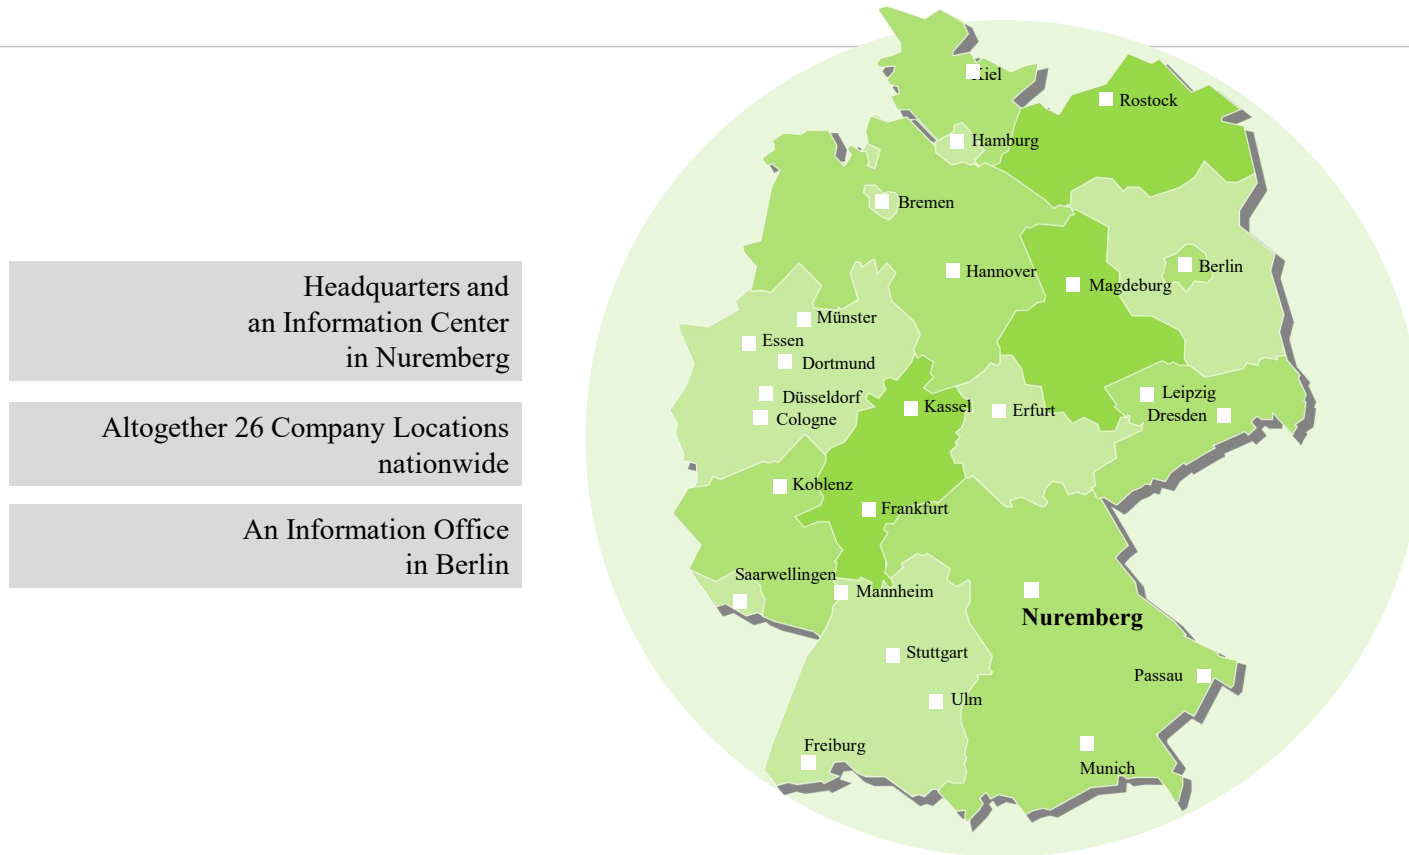 Headquarters and
an Information Center
in Nuremberg
Altogether 26 Company Locations
nationwide
An Information Office
in Berlin
Kiel
Rostock
Hamburg
Bremen
Hannover
Berlin
Magdeburg
Münster
Essen
Dortmund
Düsseldorf
Cologne
Kassel
Erfurt
Leipzig
Dresden
Koblenz
Frankfurt
Saarwellingen
Mannheim
Nuremberg
Stuttgart
Passau
Ulm
Freiburg
Munich